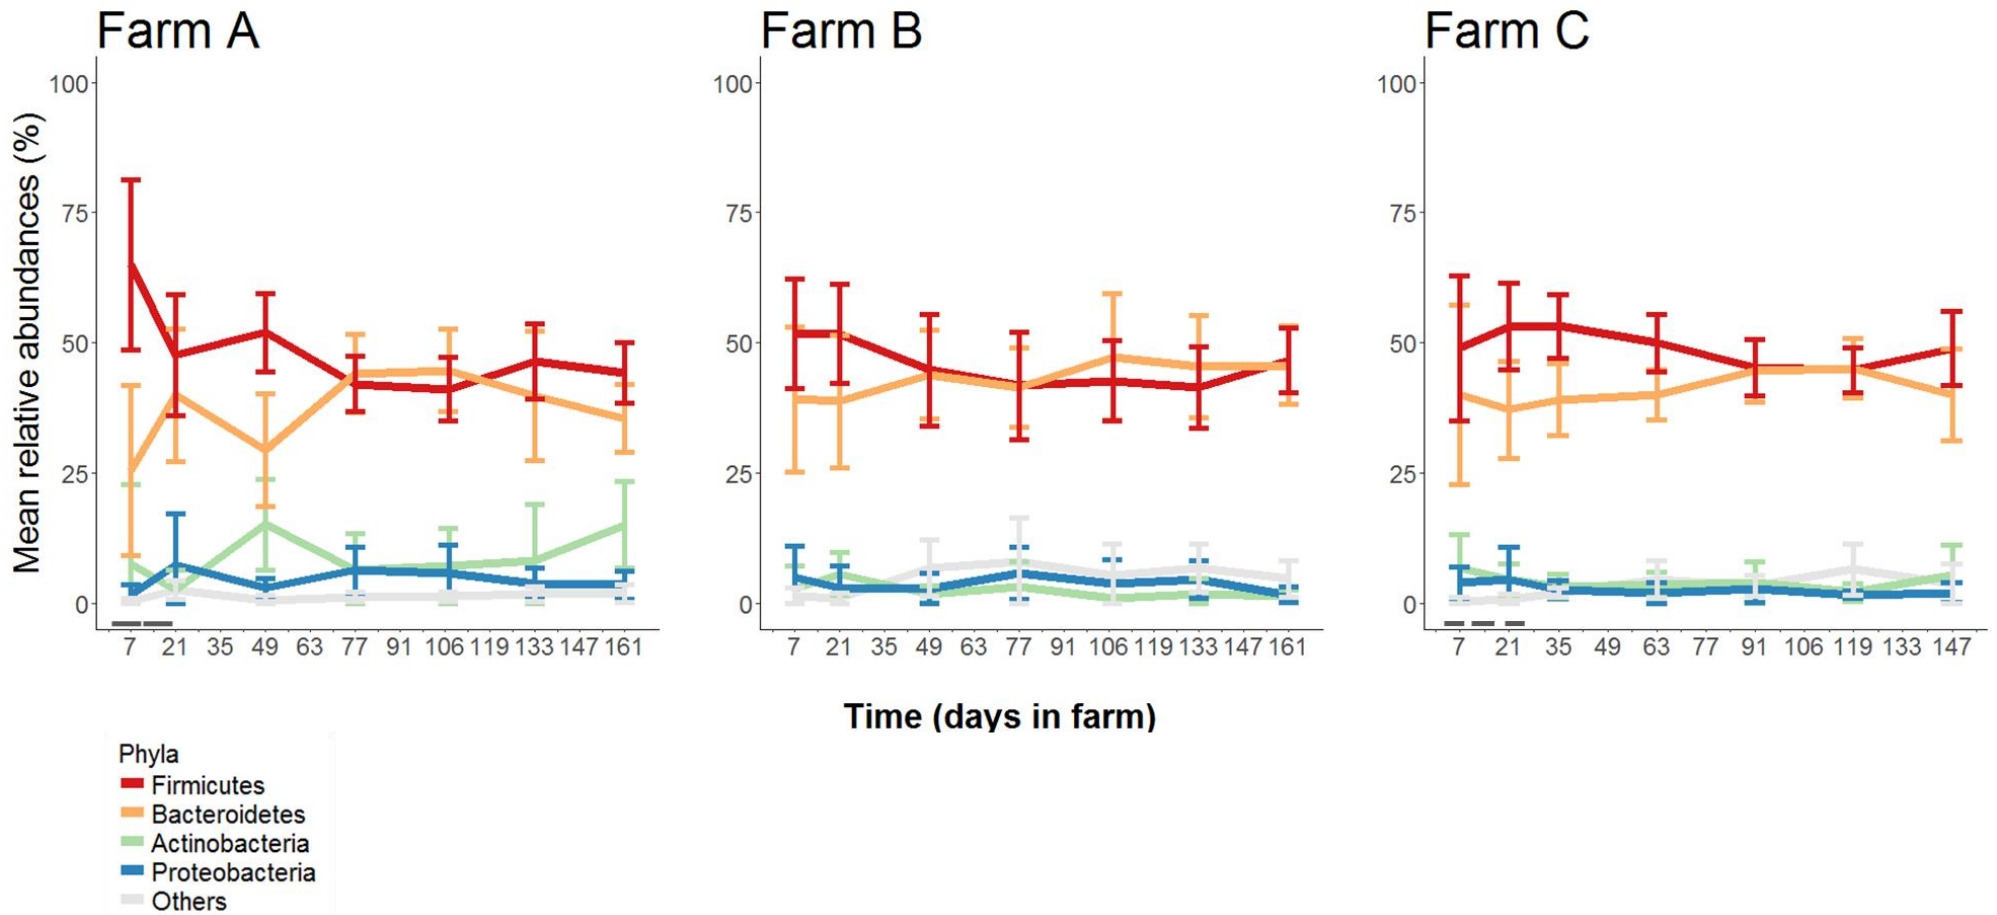 Farm A Farm B Farm C
Mean relative abundances (%)
100
75
50
25
0
7 21 35 49 63 77 91 106 119 133 147 161
100
75
50
25
0
7 21 35 49 63 77 91 106 119 133 147 161
100
75
50
25
0
7 21 35 49 63 77 91 106 119 133 147
Time (days in farm)
Phyla
Firmicutes
Bacteroidetes
Actinobacteria
Proteobacteria
Others